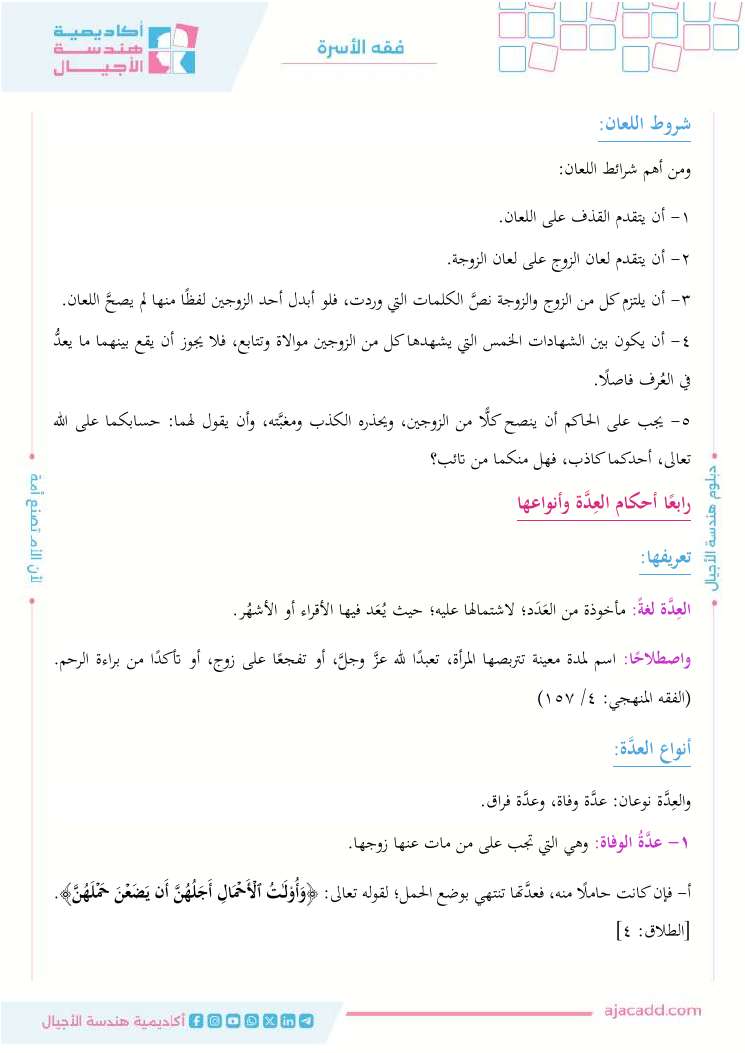 أكاديمية
هندسة
الأجيال
فقه الأسرة
شروط اللعان:
ومن أهم شرائط اللعان:
١- أن يتقدم القذف على اللعان.
٢- أن يتقدم لعان الزوج على لعان الزوجة.
٣- أن يلتزم كل من الزوج والزوجة نصَّ الكلمات التي وردت، فلو أبدل أحد الزوجين لفظًا منها لم يصحَّ اللعان.
٤- أن يكون بين الشهادات الخمس التي يشهدها كل من الزوجين موالاة وتتابع، فلا يجوز أن يقع بينهما ما يعدُّ
في العُرف فاصلًا.
٥- يجب على الحاكم أن ينصح كلًّا من الزوجين، ويحذره الكذب ومغبَّته، وأن يقول لهما: حسابكما على الله
تعالى، أحدكما كاذب، فهل منكما من تائب؟
رابعًا أحكام العِدَّة وأنواعها
تعريفها:
العِدَّة لغةً: مأخوذة من العَدَد؛ لاشتمالها عليه؛ حيث يُعَد فيها الأقراء أو الأشهُر.
واصطلاحًا: اسم لمدة معينة تتربصها المرأة، تعبدًا لله عزَّ وجلَّ، أو تفجعًا على زوج، أو تأكدًا من براءة الرحم.
(الفقه المنهجي: ٤/ ١٥٧)
أنواع العدَّة:
والعِدَّة نوعان: عدَّة وفاة، وعدَّة فراق.
١- عدَّةُ الوفاة: وهي التي تجب على من مات عنها زوجها.
أ- فإن كانت حاملًا منه، فعدَّتها تنتهي بوضع الحمل؛ لقوله تعالى: ﴿وَأُوْلَٰتُ ٱلْأَحْمَالِ أَجَلُهُنَّ أَن يَضَعْنَ حَمْلَهُنَّ﴾.
[الطلاق: ٤]
دبلوم هندسة الأجيال
لأن الأم تصنع أمة
أكاديمية هندسة الأجيال
ajacadd.com